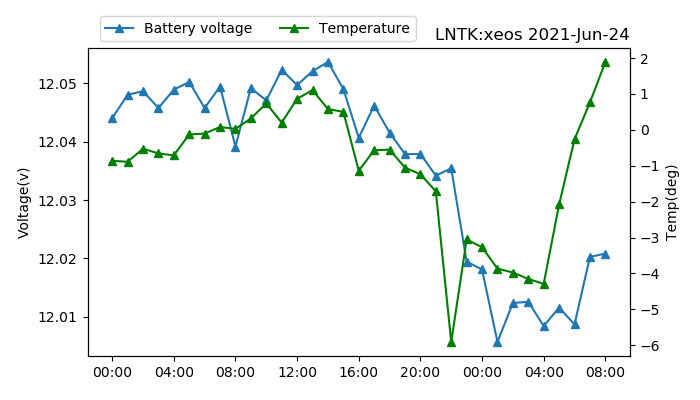 Battery voltage Temperature
LNTK:xeos 2021-Jun-24
12.05
12.04
12.03
12.02
12.01
Voltage(v)
2
1
0
−1
−2
−3
−4
−5
−6
Temp(deg)
00:00 04:00 08:00 12:00 16:00 20:00 00:00 04:00 08:00